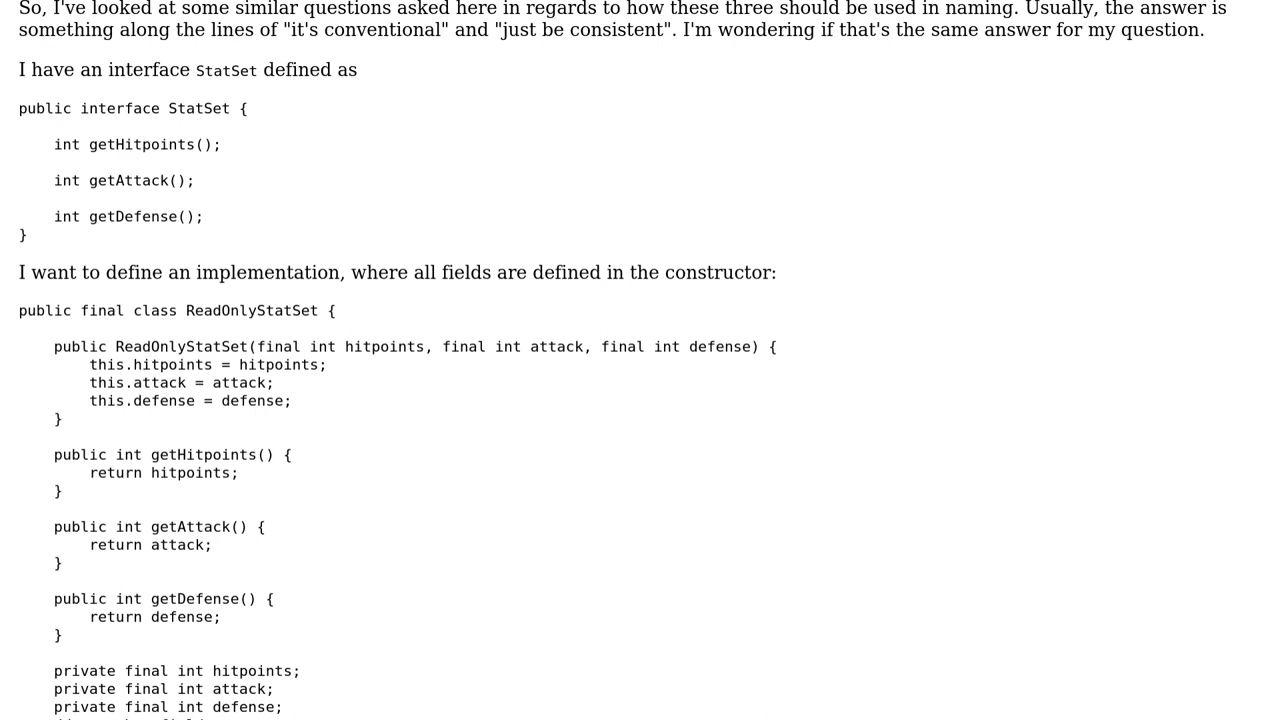 So, I've looked at some similar questions asked here in regards to how these three should be used in naming. Usually, the answer is
something along the lines of "it's conventional" and "just be consistent". I'm wondering if that's the same answer for my question.
I have an interface StatSet defined as
public interface StatSet {
    int getHitpoints();
    int getAttack();
    int getDefense();
}
I want to define an implementation, where all fields are defined in the constructor:
public final class ReadOnlyStatSet {
    public ReadOnlyStatSet(final int hitpoints, final int attack, final int defense) {
        this.hitpoints = hitpoints;
        this.attack = attack;
        this.defense = defense;
    }
    public int getHitpoints() {
        return hitpoints;
    }
    public int getAttack() {
        return attack;
    }
    public int getDefense() {
        return defense;
    }
    private final int hitpoints;
    private final int attack;
    private final int defense;